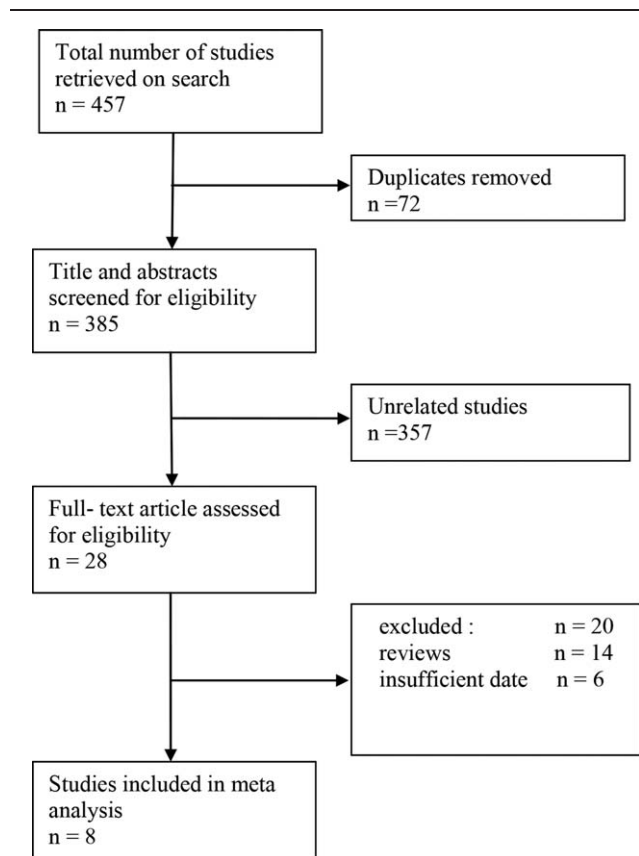 Total number of studies
retrieved on search
n = 457
Duplicates removed
n =72
Title and abstracts
screened for eligibility
n = 385
Unrelated studies
n =357
Full- text article assessed
for eligibility
n = 28
excluded : n = 20
reviews n = 14
insufficient date n = 6
Studies included in meta
analysis
n = 8